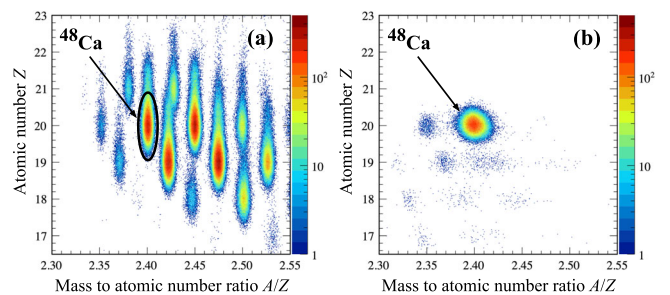 23
22
21
20
19
18
17
Atomic number Z
48Ca
(a)
10²
10
1
2.30 2.35 2.40 2.45 2.50 2.55
Mass to atomic number ratio A/Z
23
22
21
20
19
18
17
Atomic number Z
48Ca
(b)
10²
10
1
2.30 2.35 2.40 2.45 2.50 2.55
Mass to atomic number ratio A/Z